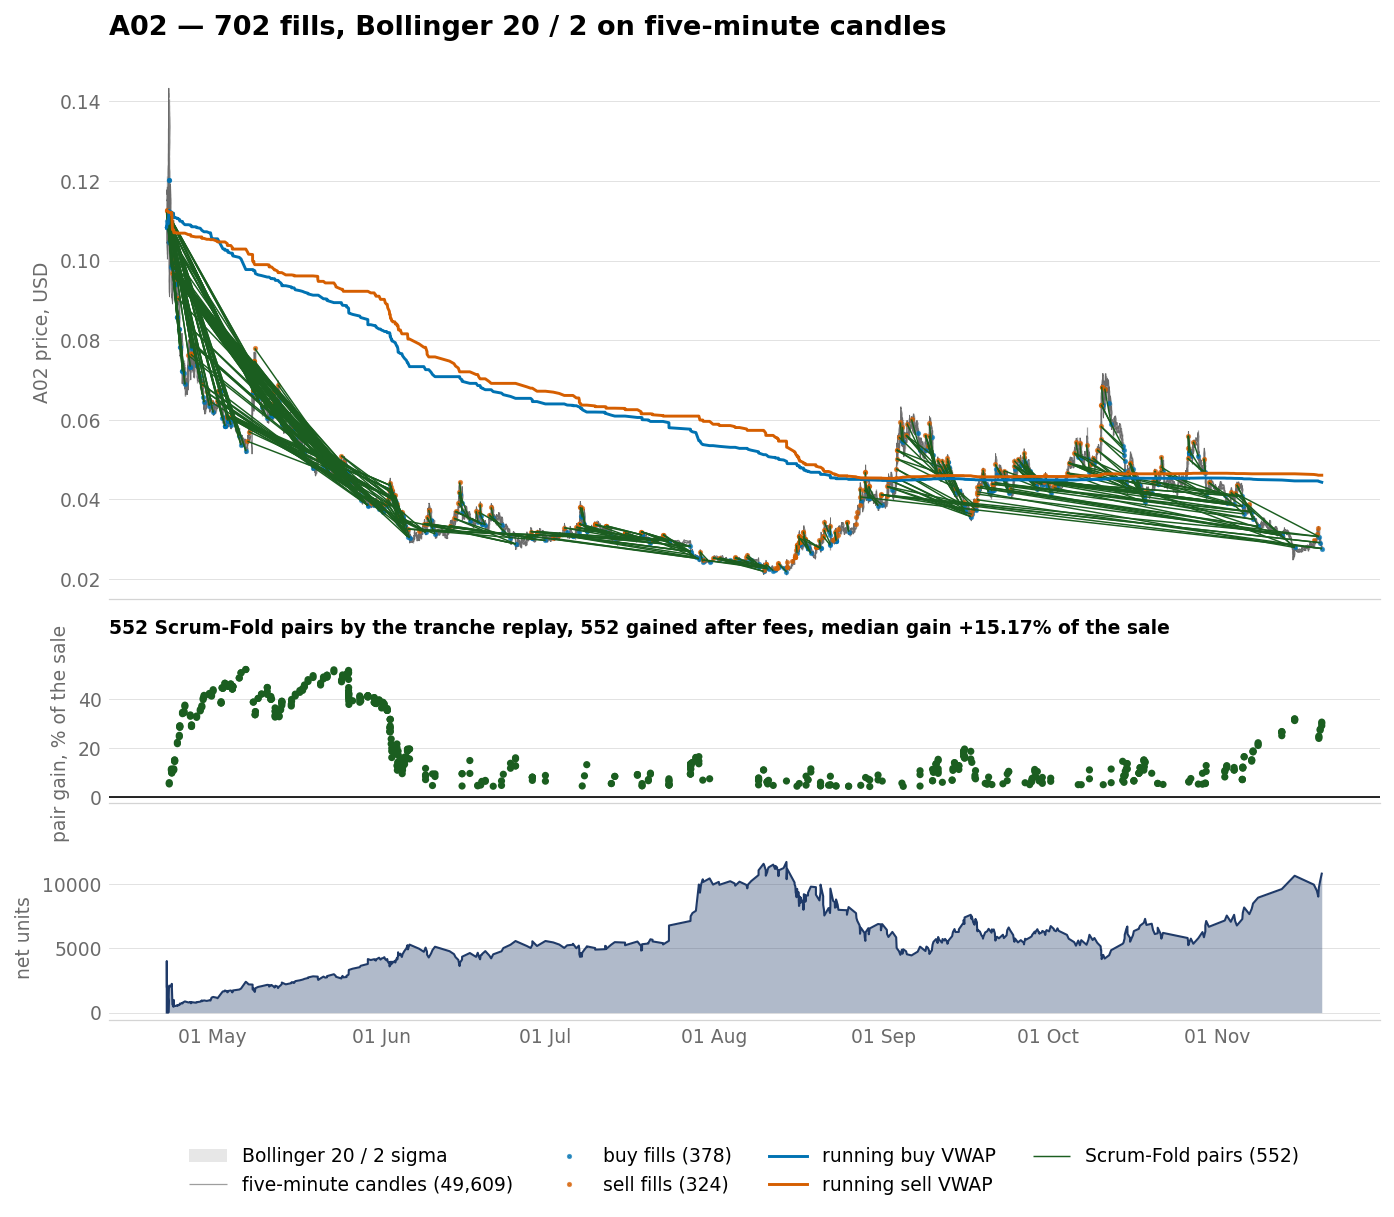 A02 — 702 fills, Bollinger 20 / 2 on five-minute candles
A02 price, USD
0.14
0.12
0.10
0.08
0.06
0.04
0.02
552 Scrum-Fold pairs by the tranche replay, 552 gained after fees, median gain +15.17% of the sale
pair gain, % of the sale
40
20
0
net units
10000
5000
0
01 May
01 Jun
01 Jul
01 Aug
01 Sep
01 Oct
01 Nov
Bollinger 20 / 2 sigma
five-minute candles (49,609)
buy fills (378)
sell fills (324)
running buy VWAP
running sell VWAP
Scrum-Fold pairs (552)